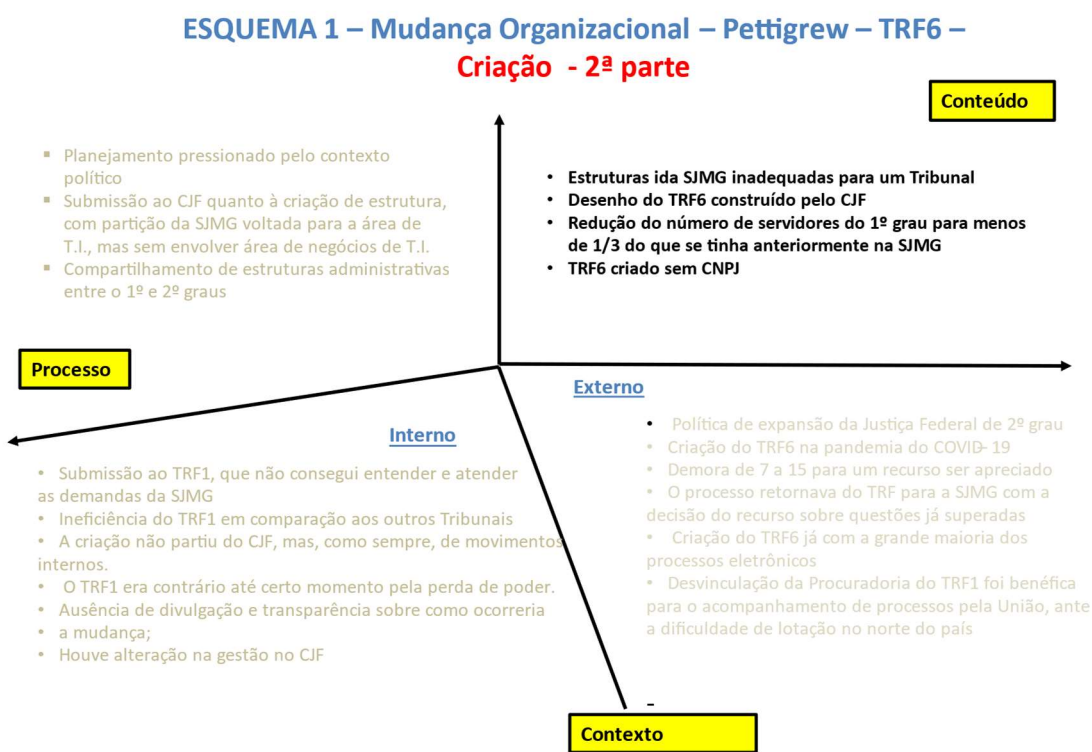 ESQUEMA 1 – Mudança Organizacional – Pettigrew – TRF6 –
Criação - 2ª parte
Conteúdo
▪ Planejamento pressionado pelo contexto
político
▪ Submissão ao CJF quanto à criação de estrutura,
com partição da SJMG voltada para a área de
T.I., mas sem envolver área de negócios de T.I.
▪ Compartilhamento de estruturas administrativas
entre o 1º e 2º graus
• Estruturas ida SJMG inadequadas para um Tribunal
• Desenho do TRF6 construído pelo CJF
• Redução do número de servidores do 1º grau para menos
de 1/3 do que se tinha anteriormente na SJMG
• TRF6 criado sem CNPJ
Processo
Externo
Interno
• Submissão ao TRF1, que não consegui entender e atender
as demandas da SJMG
• Ineficiência do TRF1 em comparação aos outros Tribunais
• A criação não partiu do CJF, mas, como sempre, de movimentos
internos.
• O TRF1 era contrário até certo momento pela perda de poder.
• Ausência de divulgação e transparência sobre como ocorreria
• a mudança;
• Houve alteração na gestão no CJF
• Política de expansão da Justiça Federal de 2º grau
• Criação do TRF6 na pandemia do COVID- 19
• Demora de 7 a 15 para um recurso ser apreciado
• O processo retornava do TRF para a SJMG com a
decisão do recurso sobre questões já superadas
• Criação do TRF6 já com a grande maioria dos
processos eletrônicos
• Desvinculação da Procuradoria do TRF1 foi benéfica
para o acompanhamento de processos pela União, ante
a dificuldade de lotação no norte do país
-
Contexto